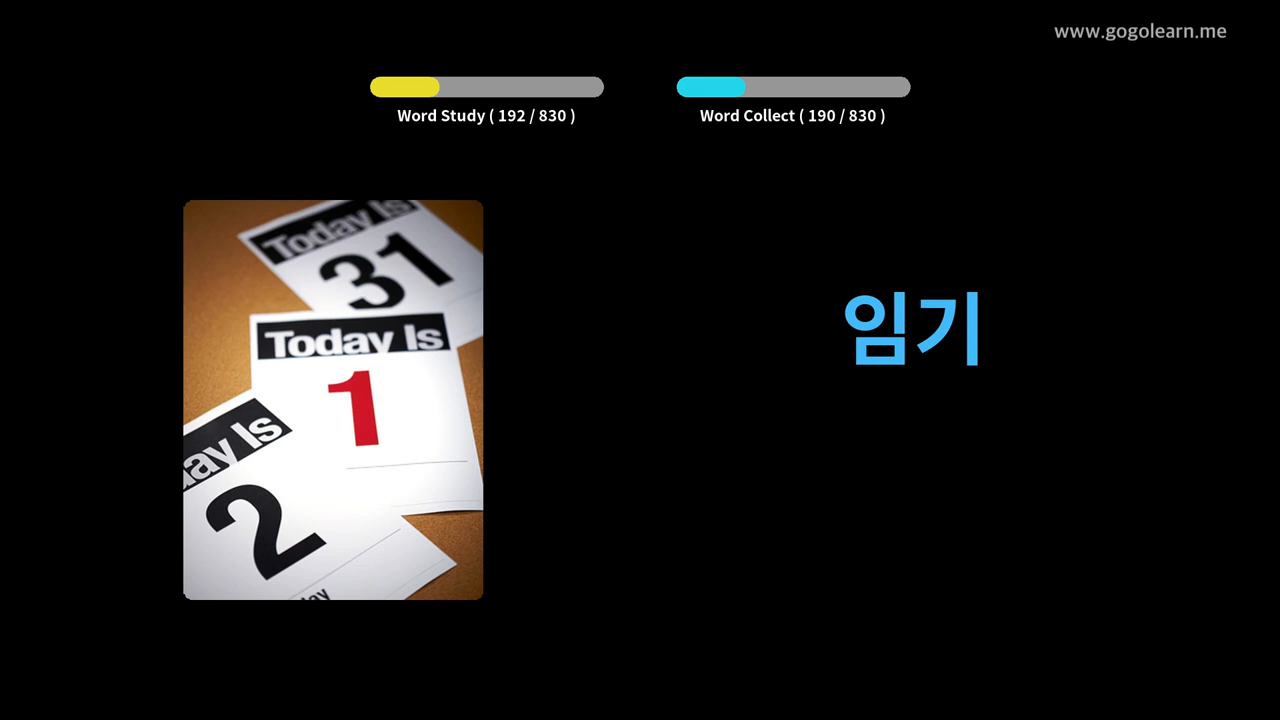 www.gogolearn.me
Word Study ( 192 / 830 )
Word Collect ( 190 / 830 )
Today Is
31
Today Is
1
ay Is
2
임기